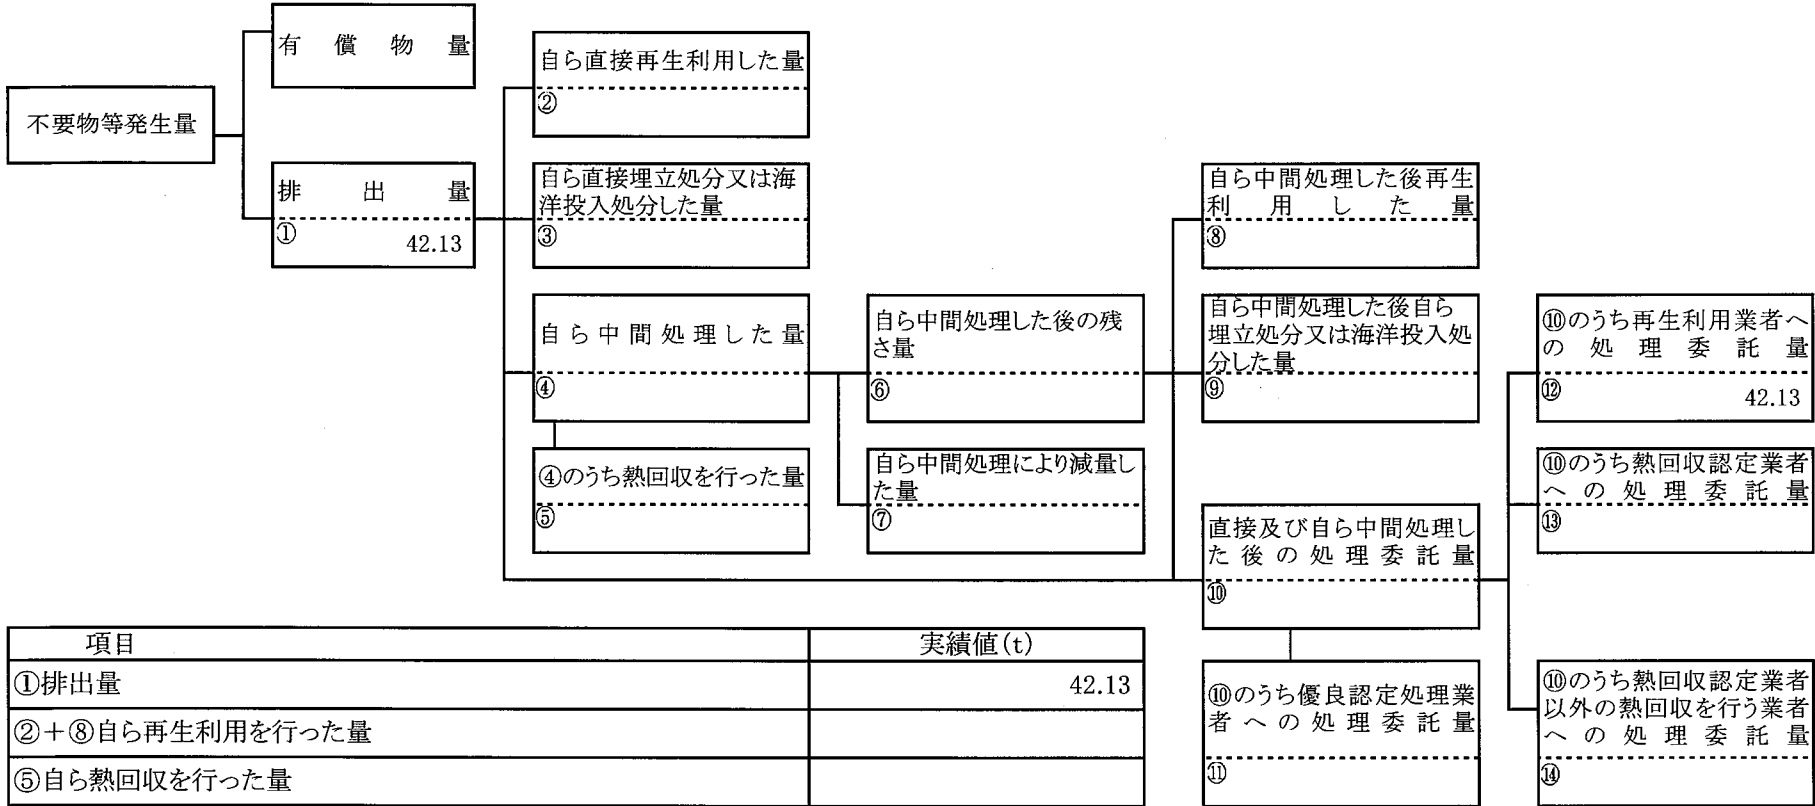 不要物等発生量
有償物量
排出量
①
42.13
自ら直接再生利用した量
②
自ら直接埋立処分又は海
洋投入処分した量
③
自ら中間処理した量
④
④のうち熱回収を行った量
⑤
自ら中間処理した後の残
さ量
⑥
自ら中間処理により減量し
た量
⑦
自ら中間処理した後再生
利用した量
⑧
自ら中間処理した後自ら
埋立処分又は海洋投入処
分した量
⑨
直接及び自ら中間処理し
た後の処理委託量
⑩
⑩のうち優良認定処理業
者への処理委託量
⑪
⑩のうち再生利用業者へ
の処理委託量
⑫
42.13
⑩のうち熱回収認定業者
への処理委託量
⑬
⑩のうち熱回収認定業者
以外の熱回収を行う業者
への処理委託量
⑭
項目 実績値(t)
①排出量 42.13
②+⑧自ら再生利用を行った量
⑤自ら熱回収を行った量